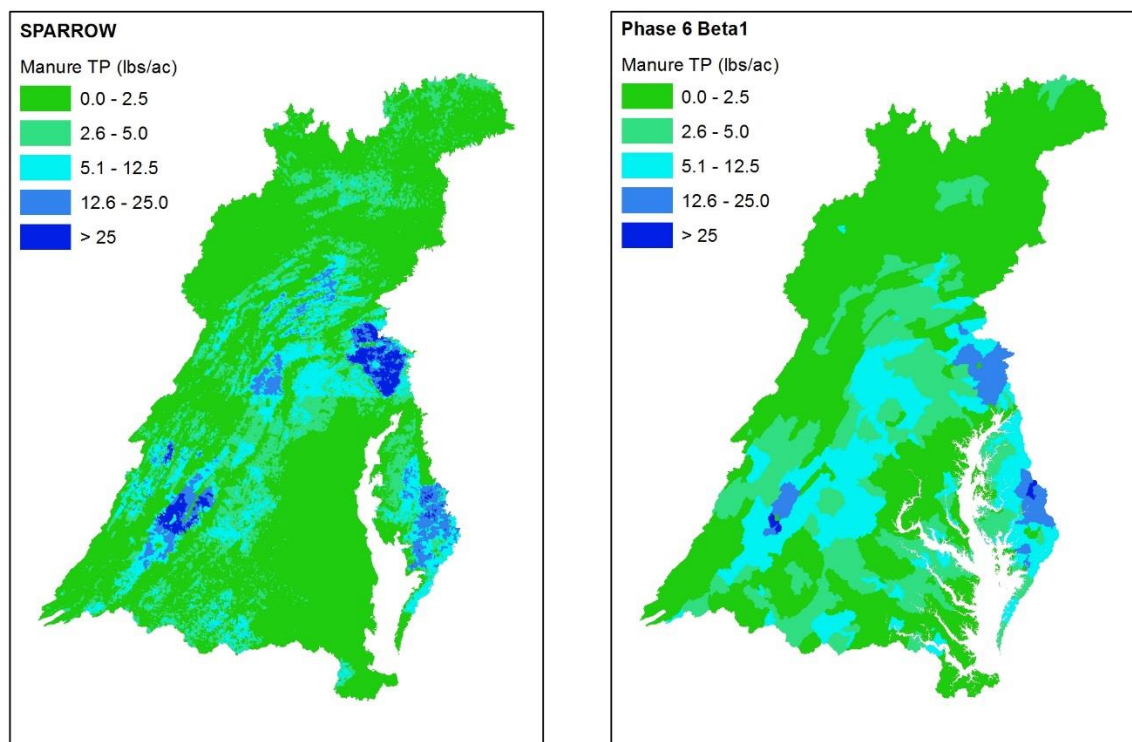 SPARROW
Manure TP (lbs/ac)
0.0 - 2.5
2.6 - 5.0
5.1 - 12.5
12.6 - 25.0
> 25
Phase 6 Beta1
Manure TP (lbs/ac)
0.0 - 2.5
2.6 - 5.0
5.1 - 12.5
12.6 - 25.0
> 25